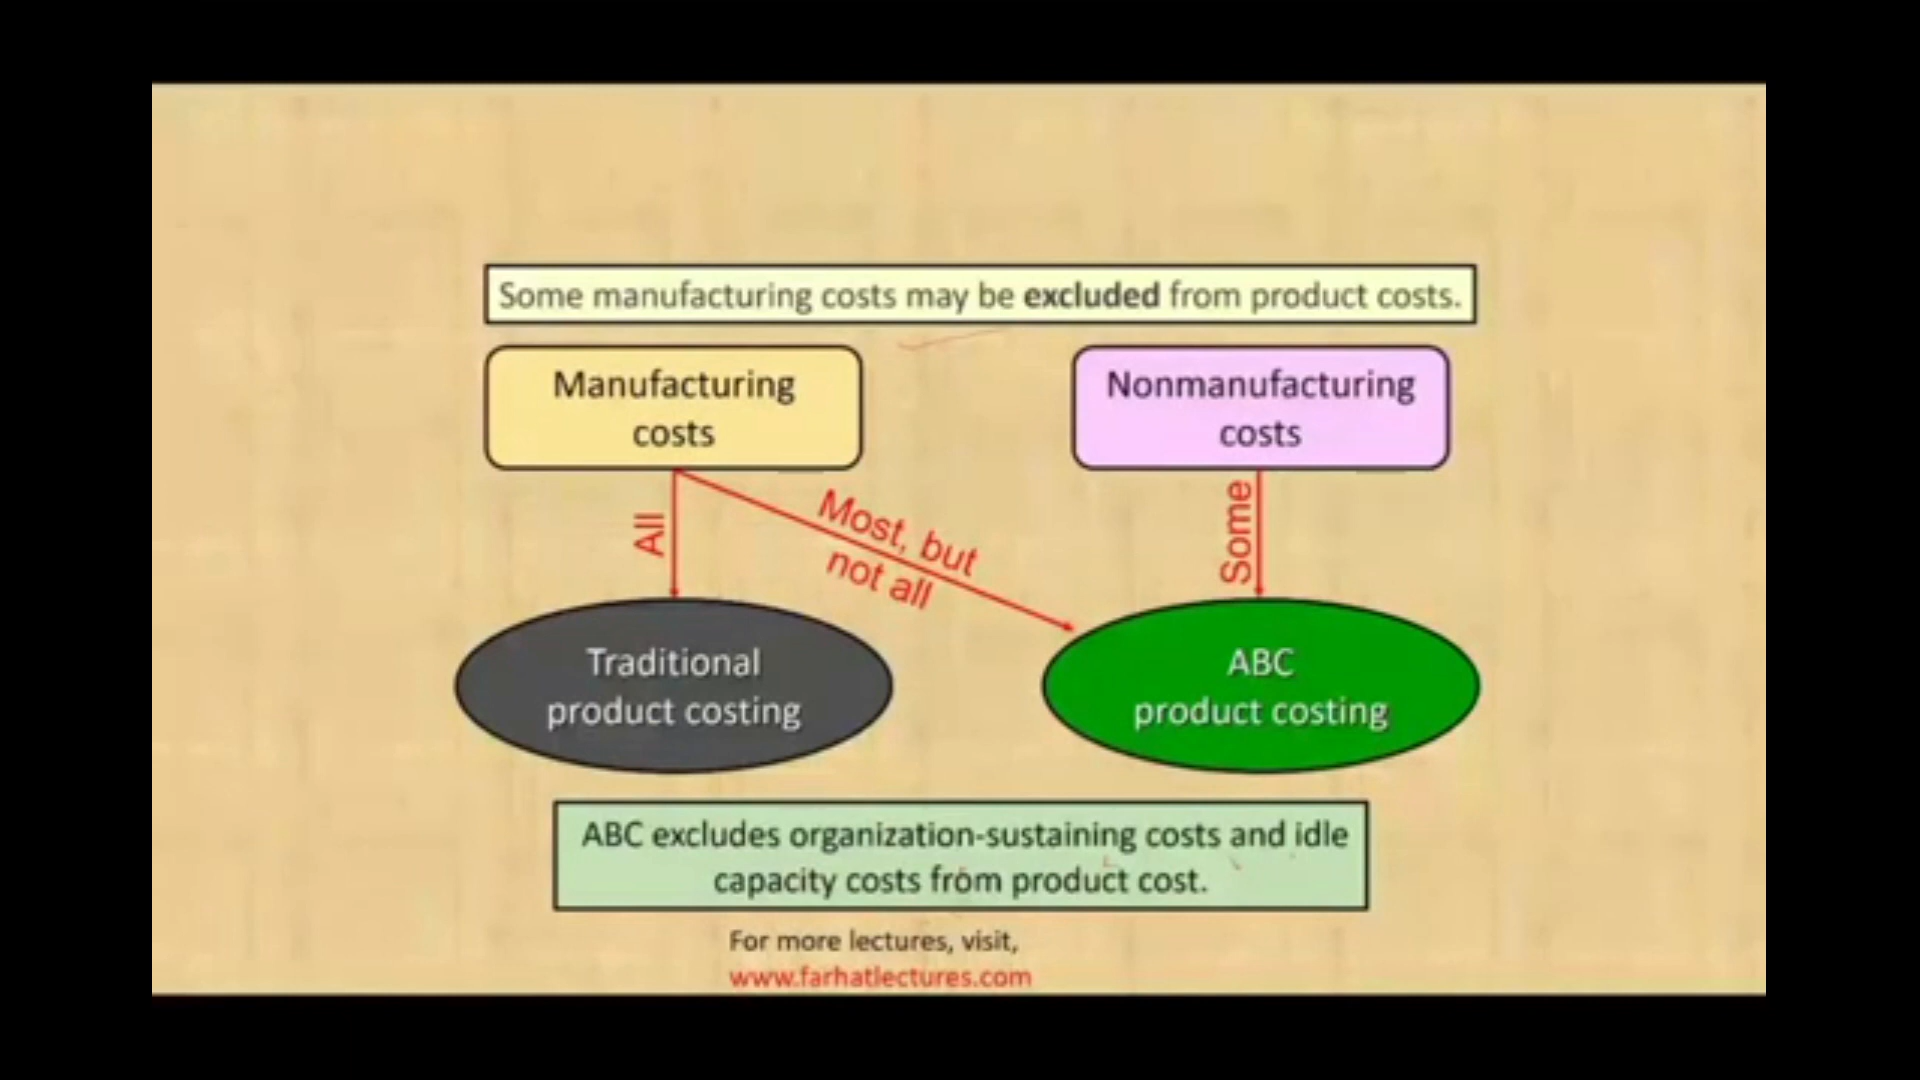 Some manufacturing costs may be excluded from product costs.
Manufacturing
costs
Nonmanufacturing
costs
All
Most, but
not all
Some
Traditional
product costing
ABC
product costing
ABC excludes organization-sustaining costs and idle
capacity costs from product cost.
For more lectures, visit,
www.farhatlectures.com